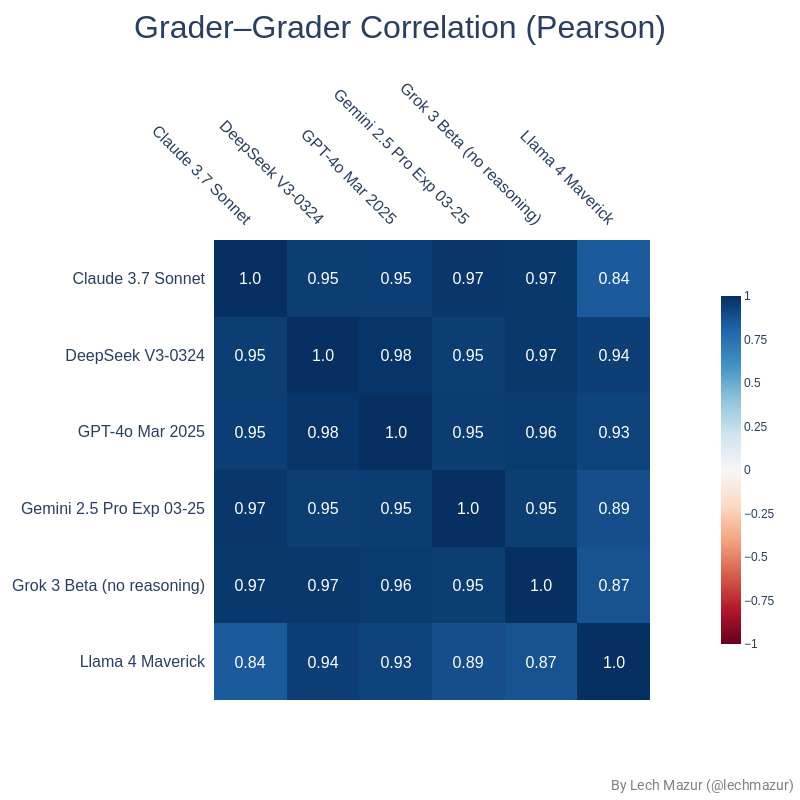 Grader–Grader Correlation (Pearson)
Claude 3.7 Sonnet
DeepSeek V3-0324
GPT-4o Mar 2025
Gemini 2.5 Pro Exp 03-25
Grok 3 Beta (no reasoning)
Llama 4 Maverick
Claude 3.7 Sonnet 1.0 0.95 0.95 0.97 0.97 0.84
DeepSeek V3-0324 0.95 1.0 0.98 0.95 0.97 0.94
GPT-4o Mar 2025 0.95 0.98 1.0 0.95 0.96 0.93
Gemini 2.5 Pro Exp 03-25 0.97 0.95 0.95 1.0 0.95 0.89
Grok 3 Beta (no reasoning) 0.97 0.97 0.96 0.95 1.0 0.87
Llama 4 Maverick 0.84 0.94 0.93 0.89 0.87 1.0
1
0.75
0.5
0.25
0
−0.25
−0.5
−0.75
−1
By Lech Mazur (@lechmazur)